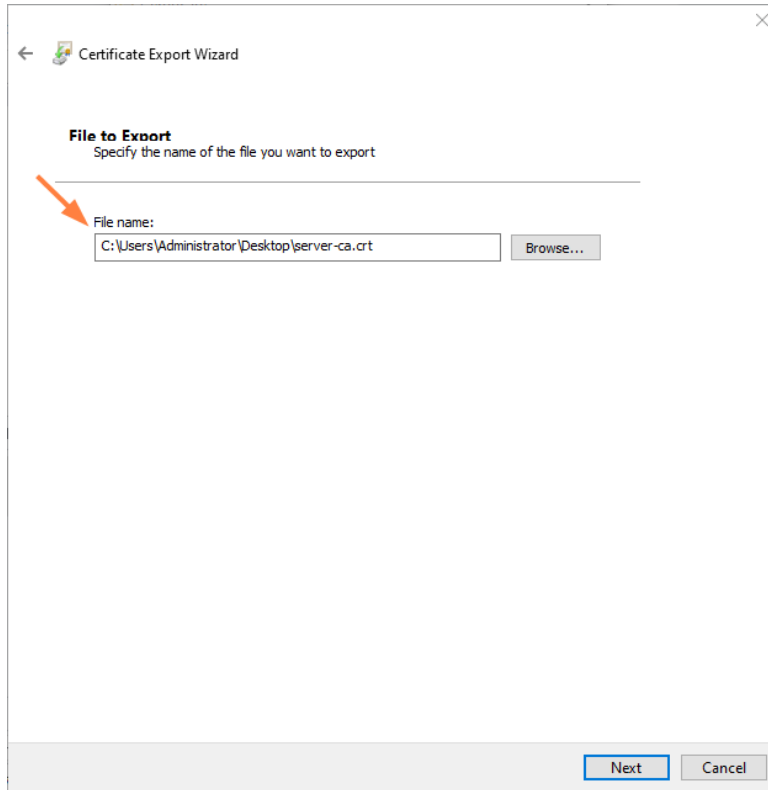 Certificate Export Wizard
File to Export
Specify the name of the file you want to export
File name:
C:\Users\Administrator\Desktop\server-ca.crt
Browse...
Next
Cancel